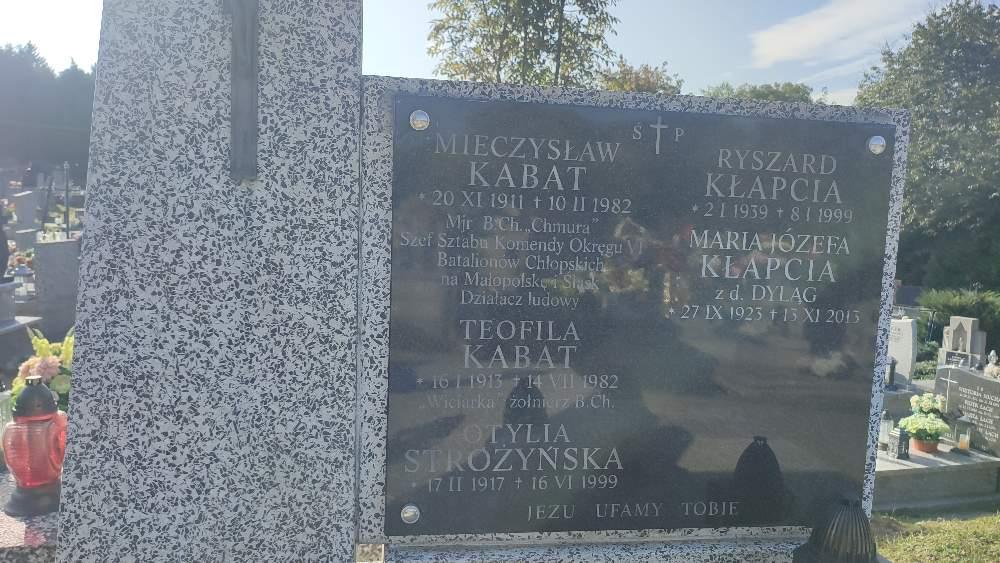 Ś P
MIECZYSŁAW
KABAT
* 20 XI 1911 + 10 II 1982
Mjr B.Ch. „Chmura"
Szef Sztabu Komendy Okręgu VI
Batalionów Chłopskich
na Małopolskę i Śląsk
Działacz ludowy
TEOFILA
KABAT
* 16 I 1913 + 14 VII 1982
„Wiciarka" żołnierz B.Ch.
OTYLIA
STROŻYŃSKA
* 17 II 1917 + 16 VI 1999
RYSZARD
KŁAPCIA
* 2 I 1939 + 8 I 1999
MARIA JÓZEFA
KŁAPCIA
z d. DYLĄG
* 27 IX 1923 + 13 XI 2013
JEZU UFAMY TOBIE